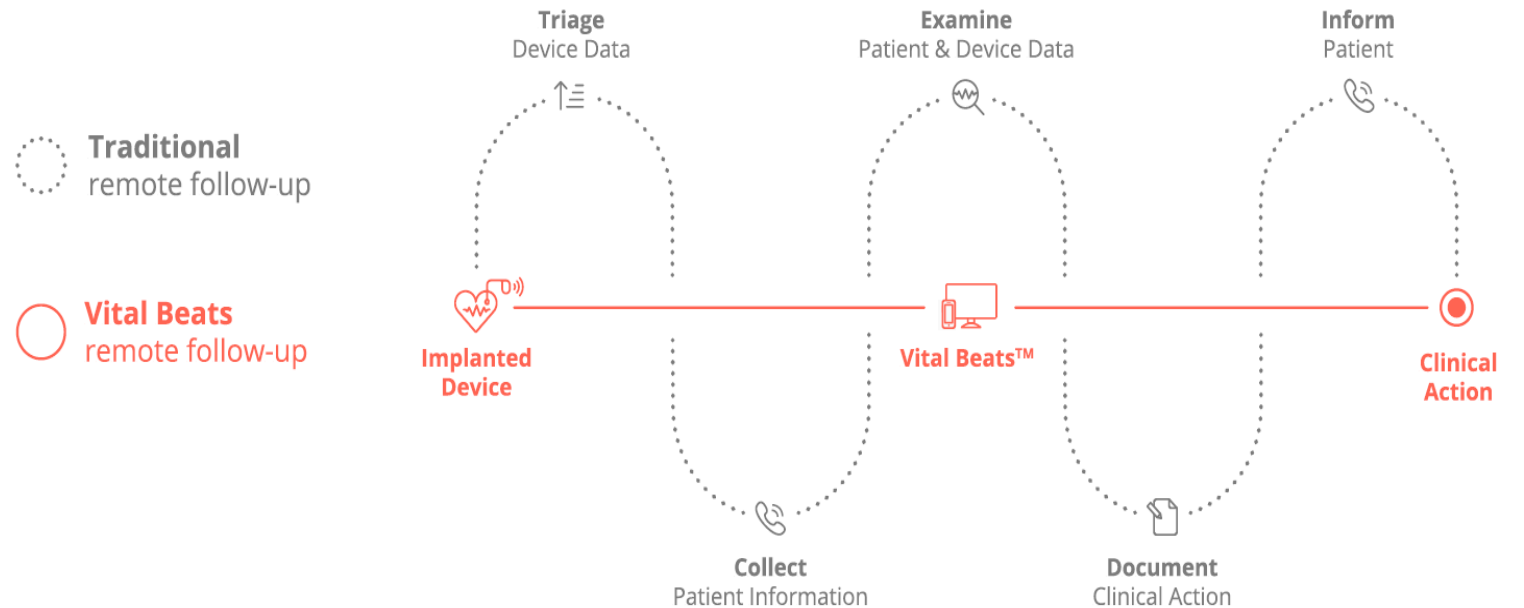 Triage
Device Data
Examine
Patient & Device Data
Inform
Patient
Traditional
remote follow-up
Vital Beats
remote follow-up
Implanted
Device
Vital Beats™
Clinical
Action
Collect
Patient Information
Document
Clinical Action